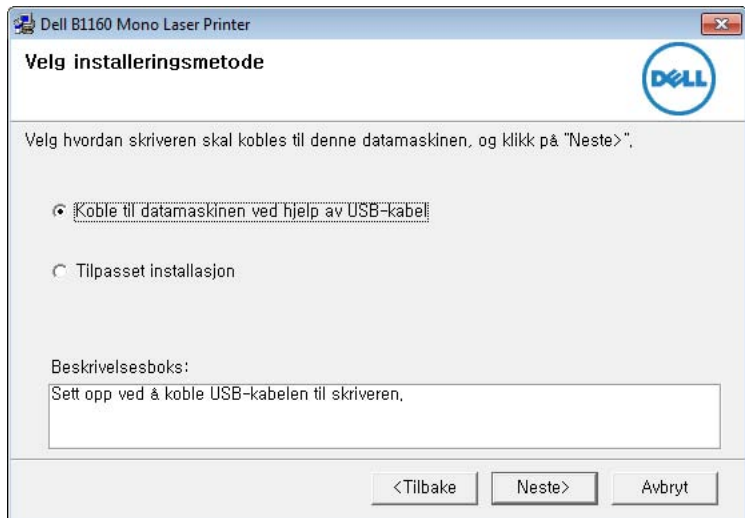 Dell B1160 Mono Laser Printer
Velg installeringsmetode
DELL
Velg hvordan skriveren skal kobles til denne datamaskinen, og klikk på "Neste>",
Koble til datamaskinen ved hjelp av USB-kabel
Tilpasset installasjon
Beskrivelsesboks:
Sett opp ved å koble USB-kabelen til skriveren,
<Tilbake
Neste>
Avbryt